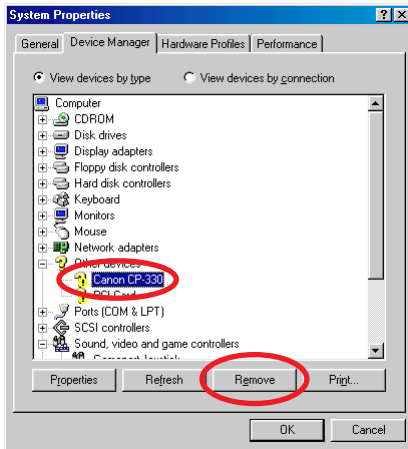 System Properties
General Device Manager Hardware Profiles Performance
View devices by type View devices by connection
Computer
CDROM
Disk drives
Display adapters
Floppy disk controllers
Hard disk controllers
Keyboard
Monitors
Mouse
Network adapters
Other devices
Canon CP-330
PCI Card
Ports (COM & LPT)
SCSI controllers
Sound, video and game controllers
Gameport Joystick
Properties Refresh Remove Print...
OK Cancel